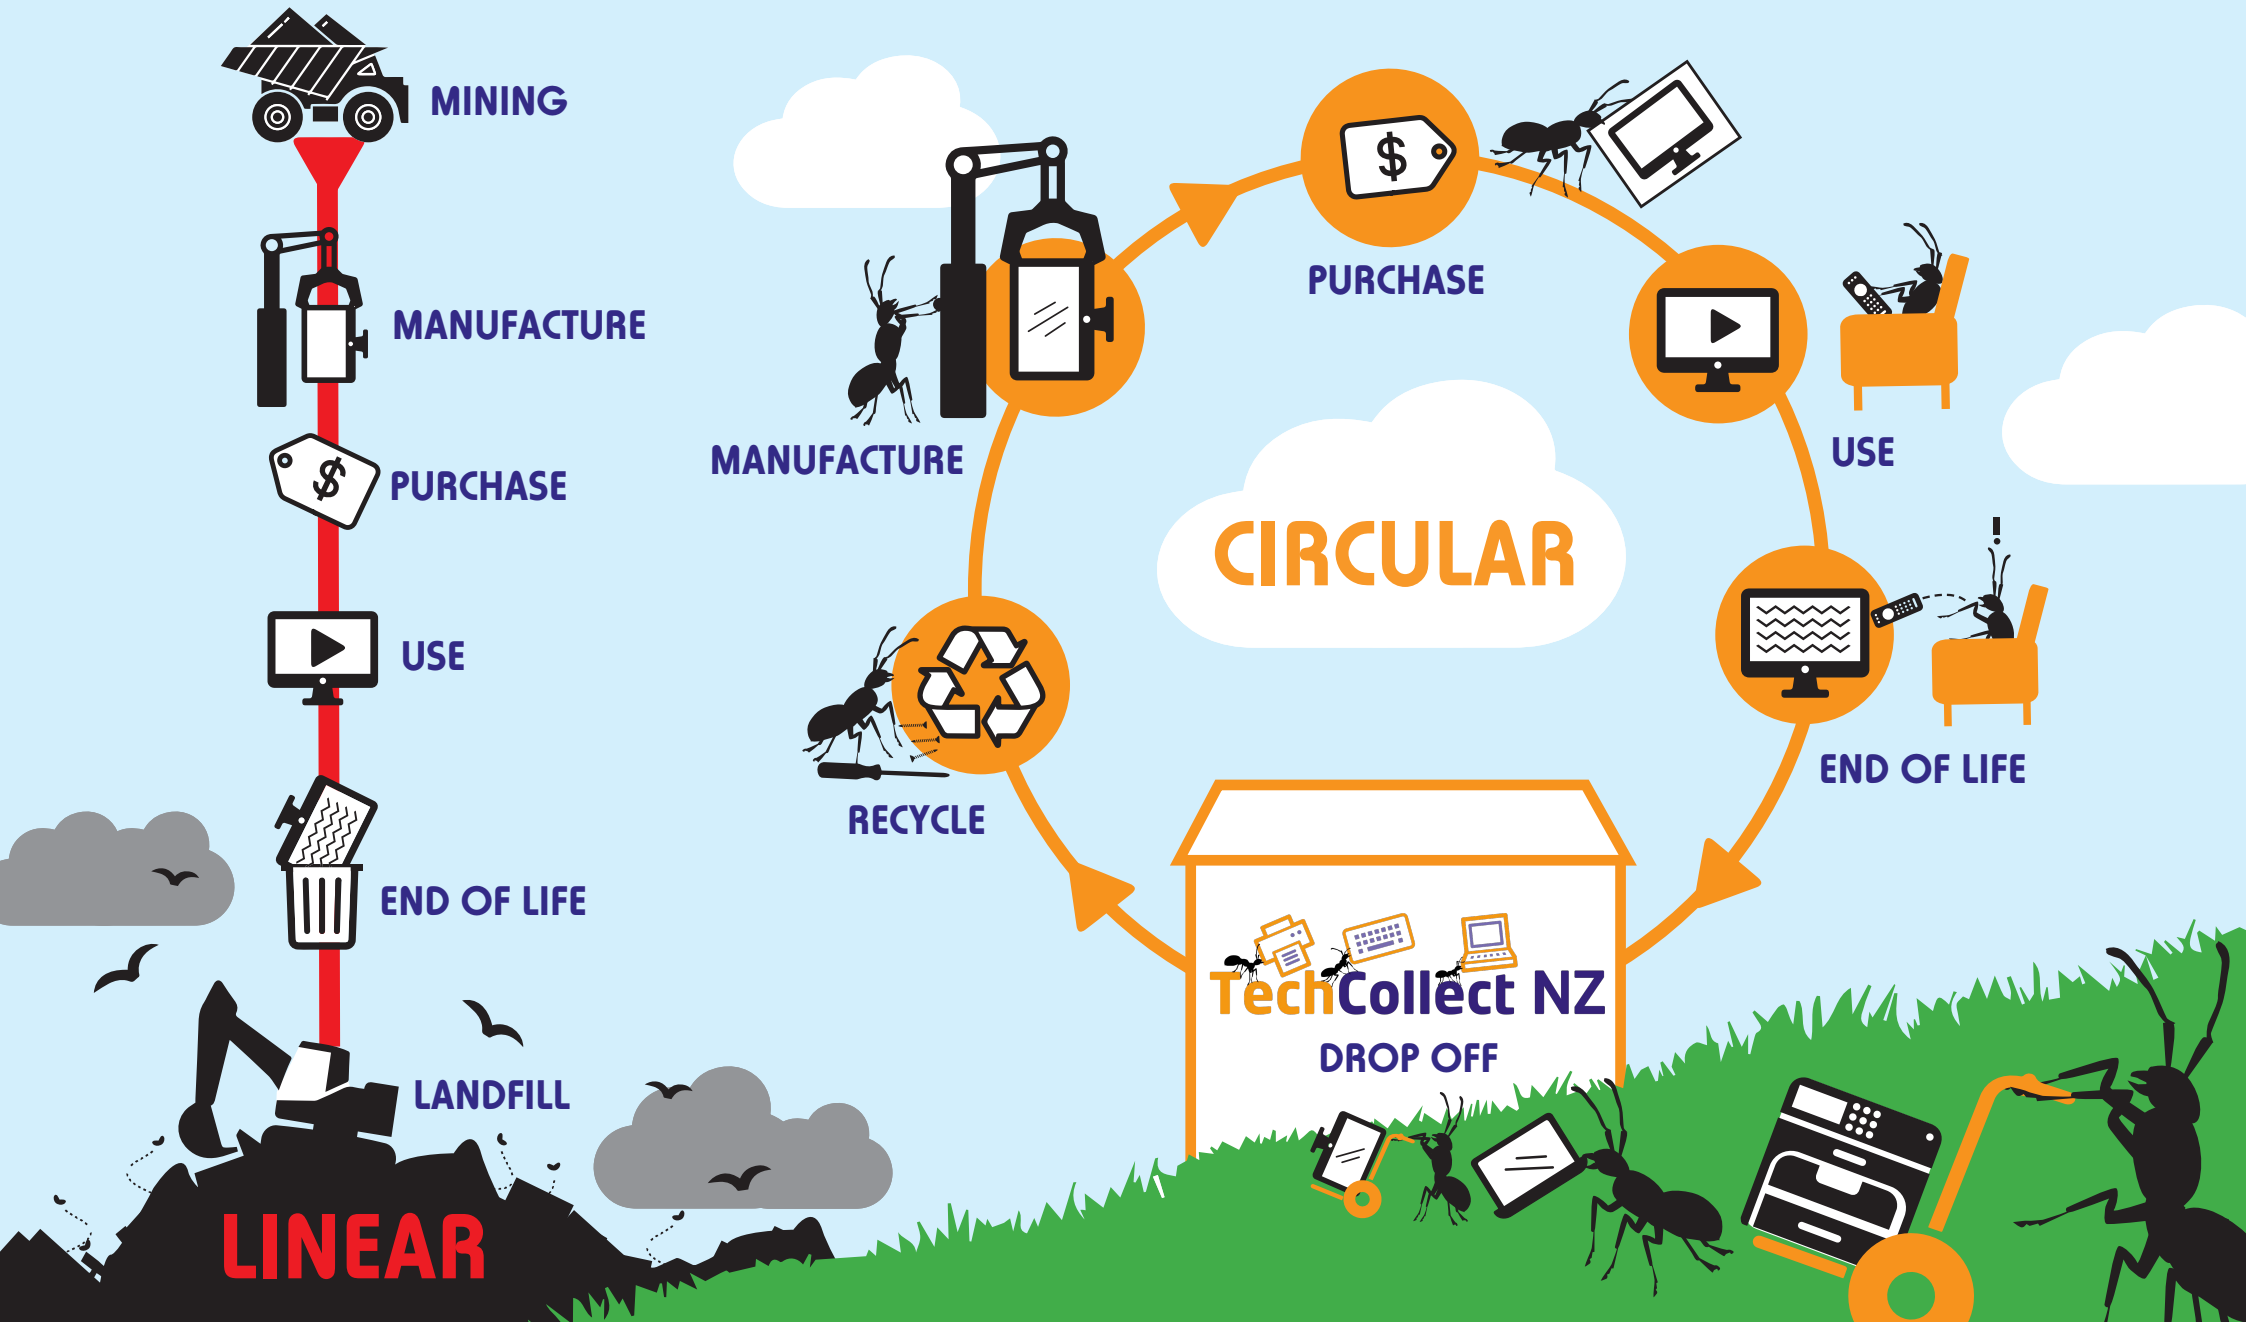 MINING
MANUFACTURE
PURCHASE
USE
END OF LIFE
LANDFILL
LINEAR
$
$
PURCHASE
USE
!
END OF LIFE
TechCollect NZ
DROP OFF
RECYCLE
MANUFACTURE
CIRCULAR